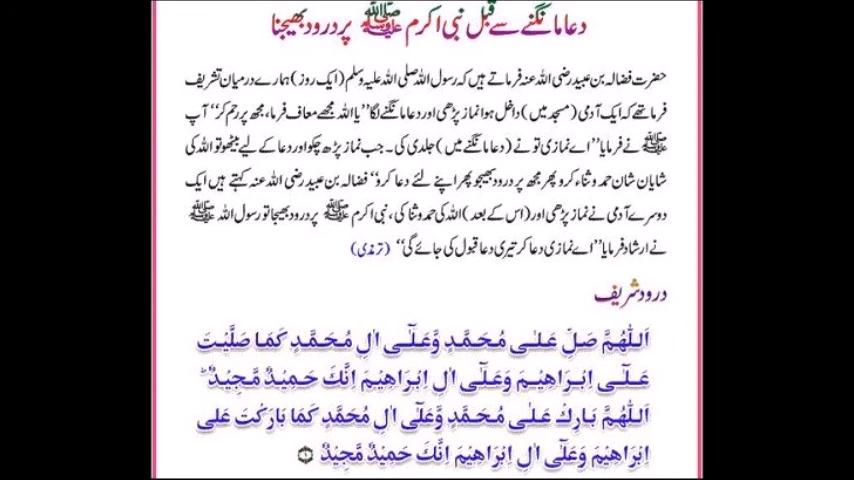 دعا مانگنے سے قبل نبی اکرم ﷺ پر درود بھیجنا
حضرت فضالہ بن عبید رضی اللہ عنہ فرماتے ہیں کہ رسول اللہ صلی اللہ علیہ وسلم (ایک روز) ہمارے درمیان تشریف
فرما تھے کہ ایک آدمی (مسجد میں) داخل ہوا نماز پڑھی اور دعا مانگنے لگا ”یا اللہ مجھے معاف فرما، مجھ پر رحم کر“ آپ
ﷺ نے فرمایا ”اے نمازی تو نے (دعا مانگنے میں) جلدی کی۔ جب نماز پڑھ چکو اور دعا کے لیے بیٹھو تو اللہ کی
شایان شان حمد و ثناء کرو پھر مجھ پر درود بھیجو پھر اپنے لئے دعا کرو“ فضالہ بن عبید رضی اللہ عنہ کہتے ہیں ایک
دوسرے آدمی نے نماز پڑھی اور (اس کے بعد) اللہ کی حمد و ثنا کی، نبی اکرم ﷺ پر درود بھیجا تو رسول اللہ ﷺ
نے ارشاد فرمایا ”اے نمازی دعا کر تیری دعا قبول کی جائے گی“ (ترمذی)
درود شریف
اَللّٰهُمَّ صَلِّ عَلٰى مُحَمَّدٍ وَّعَلٰٓى اٰلِ مُحَمَّدٍ كَمَا صَلَّيْتَ
عَلٰٓى اِبْرَاهِيْمَ وَعَلٰٓى اٰلِ اِبْرَاهِيْمَ اِنَّكَ حَمِيْدٌ مَّجِيْدٌ ؕ
اَللّٰهُمَّ بَارِكْ عَلٰى مُحَمَّدٍ وَّعَلٰٓى اٰلِ مُحَمَّدٍ كَمَا بَارَكْتَ عَلٰٓى
اِبْرَاهِيْمَ وَعَلٰٓى اٰلِ اِبْرَاهِيْمَ اِنَّكَ حَمِيْدٌ مَّجِيْدٌ